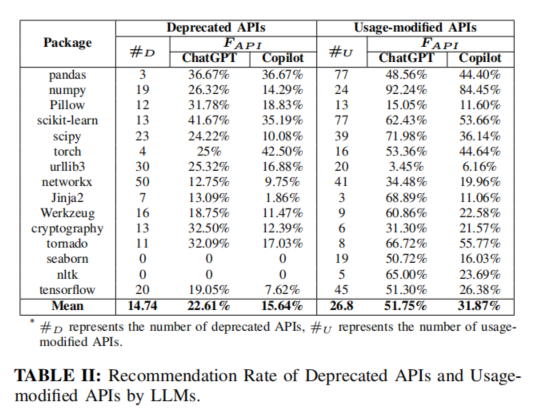 Package Deprecated APIs Usage-modified APIs
#D F_API #U F_API
ChatGPT Copilot ChatGPT Copilot
pandas 3 36.67% 36.67% 77 48.56% 44.40%
numpy 19 26.32% 14.29% 24 92.24% 84.45%
Pillow 12 31.78% 18.83% 13 15.05% 11.60%
scikit-learn 13 41.67% 35.19% 77 62.43% 53.66%
scipy 23 24.22% 10.08% 39 71.98% 36.14%
torch 4 25% 42.50% 16 53.36% 44.64%
urllib3 30 25.32% 16.88% 20 3.45% 6.16%
networkx 50 12.75% 9.75% 41 34.48% 19.96%
Jinja2 7 13.09% 1.86% 3 68.89% 11.06%
Werkzeug 16 18.75% 11.47% 9 60.86% 22.58%
cryptography 13 32.50% 12.39% 6 31.30% 21.57%
tornado 11 32.09% 17.03% 8 66.72% 55.77%
seaborn 0 0 0 19 50.72% 16.03%
nltk 0 0 0 5 65.00% 23.69%
tensorflow 20 19.05% 7.62% 45 51.30% 26.38%
Mean 14.74 22.61% 15.64% 26.8 51.75% 31.87%
* #D represents the number of deprecated APIs, #U represents the number of usage-
modified APIs.
TABLE II: Recommendation Rate of Deprecated APIs and Usage-
modified APIs by LLMs.